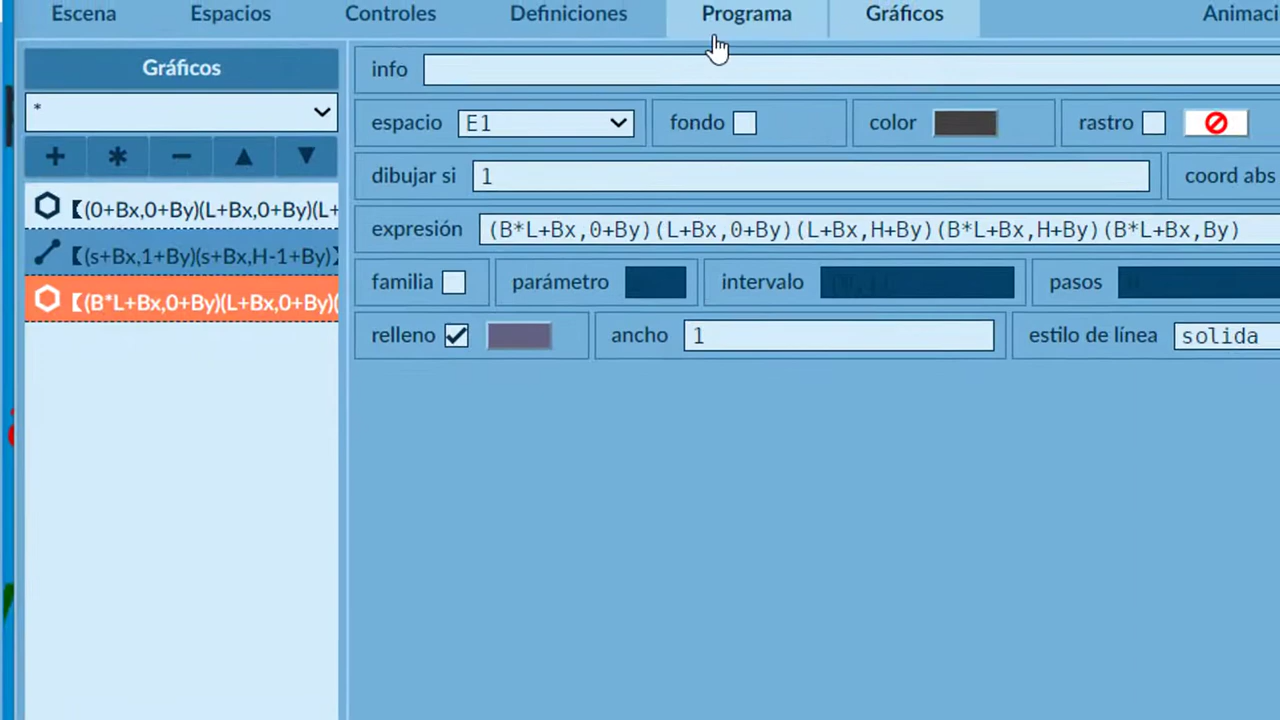 Escena Espacios Controles Definiciones Programa Gráficos Animaci
Gráficos
*
【(0+Bx,0+By)(L+Bx,0+By)(L+
【(s+Bx,1+By)(s+Bx,H-1+By)】
【(B*L+Bx,0+By)(L+Bx,0+By)(
info
espacio E1 fondo color rastro
dibujar si 1 coord abs
expresión (B*L+Bx,0+By)(L+Bx,0+By)(L+Bx,H+By)(B*L+Bx,H+By)(B*L+Bx,By)
familia parámetro intervalo pasos
relleno ancho 1 estilo de línea solida